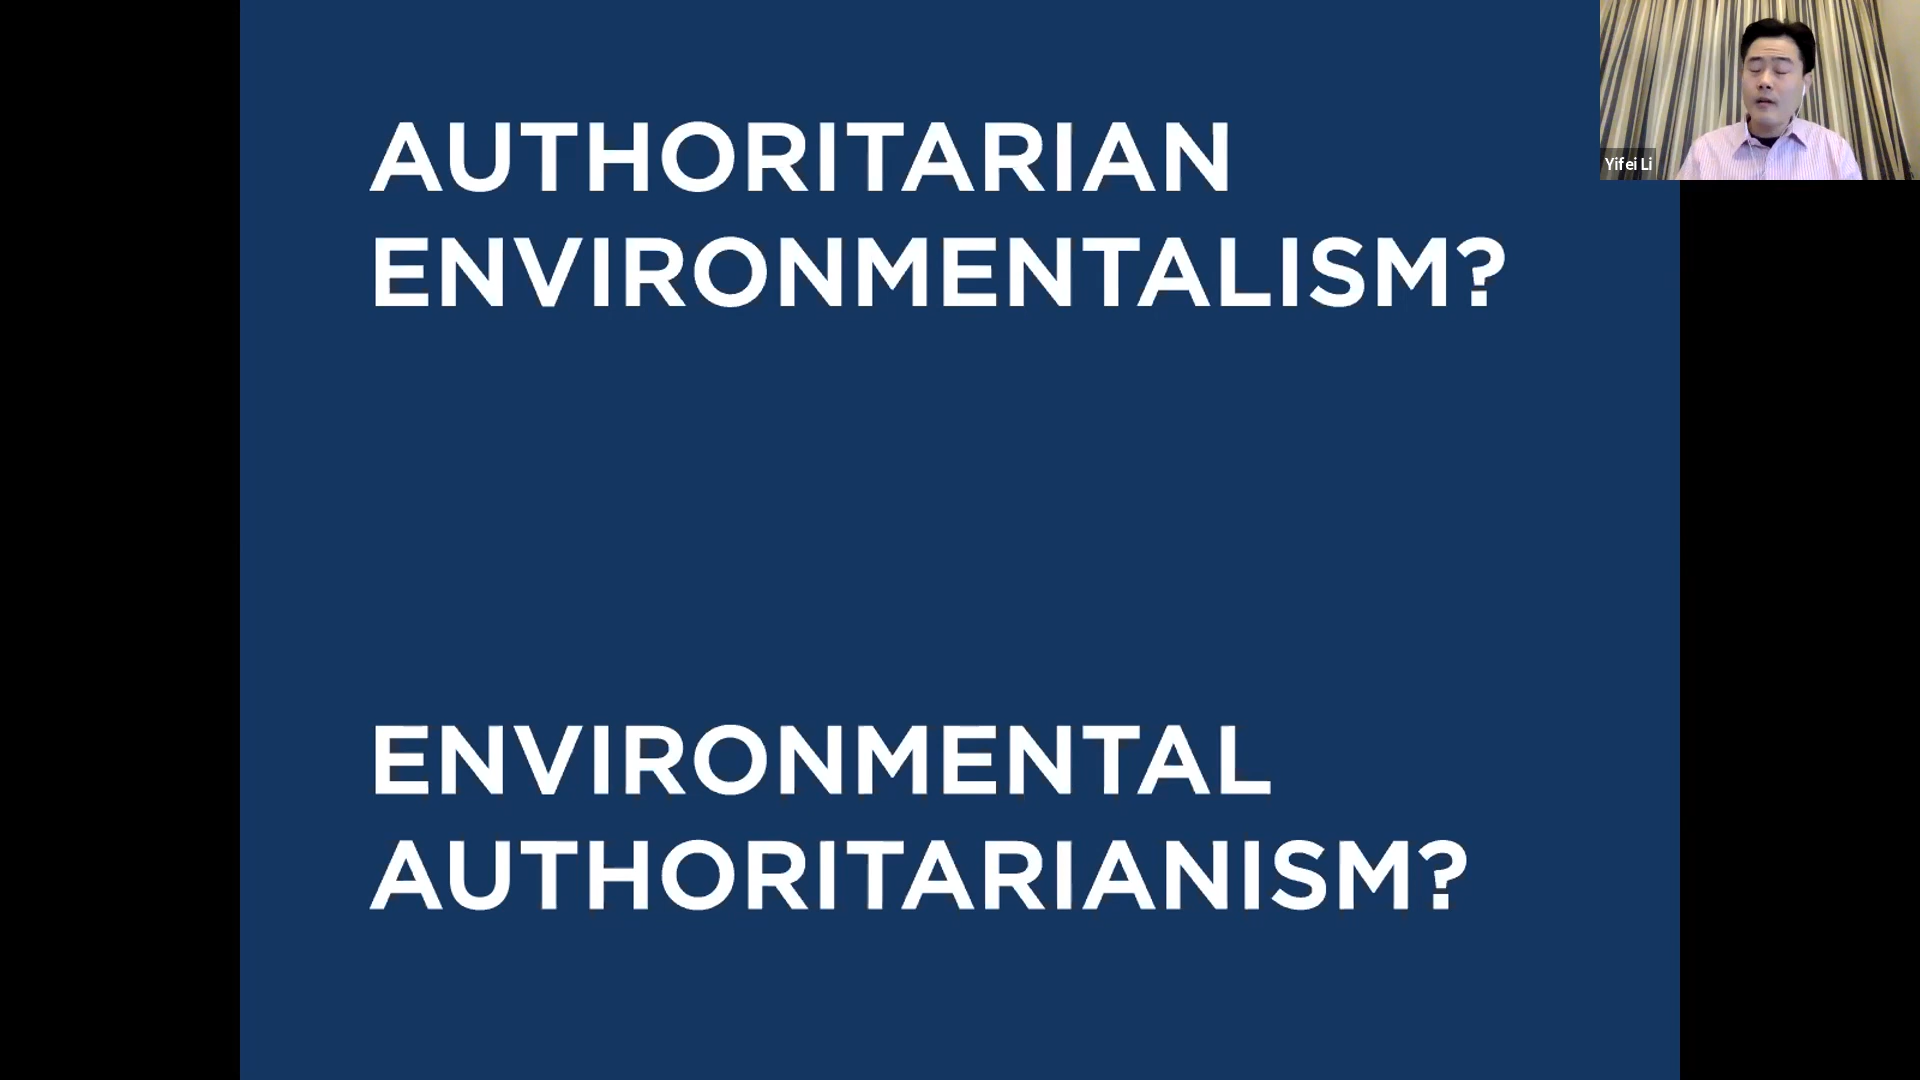 AUTHORITARIAN
ENVIRONMENTALISM?
ENVIRONMENTAL
AUTHORITARIANISM?
Yifei Li